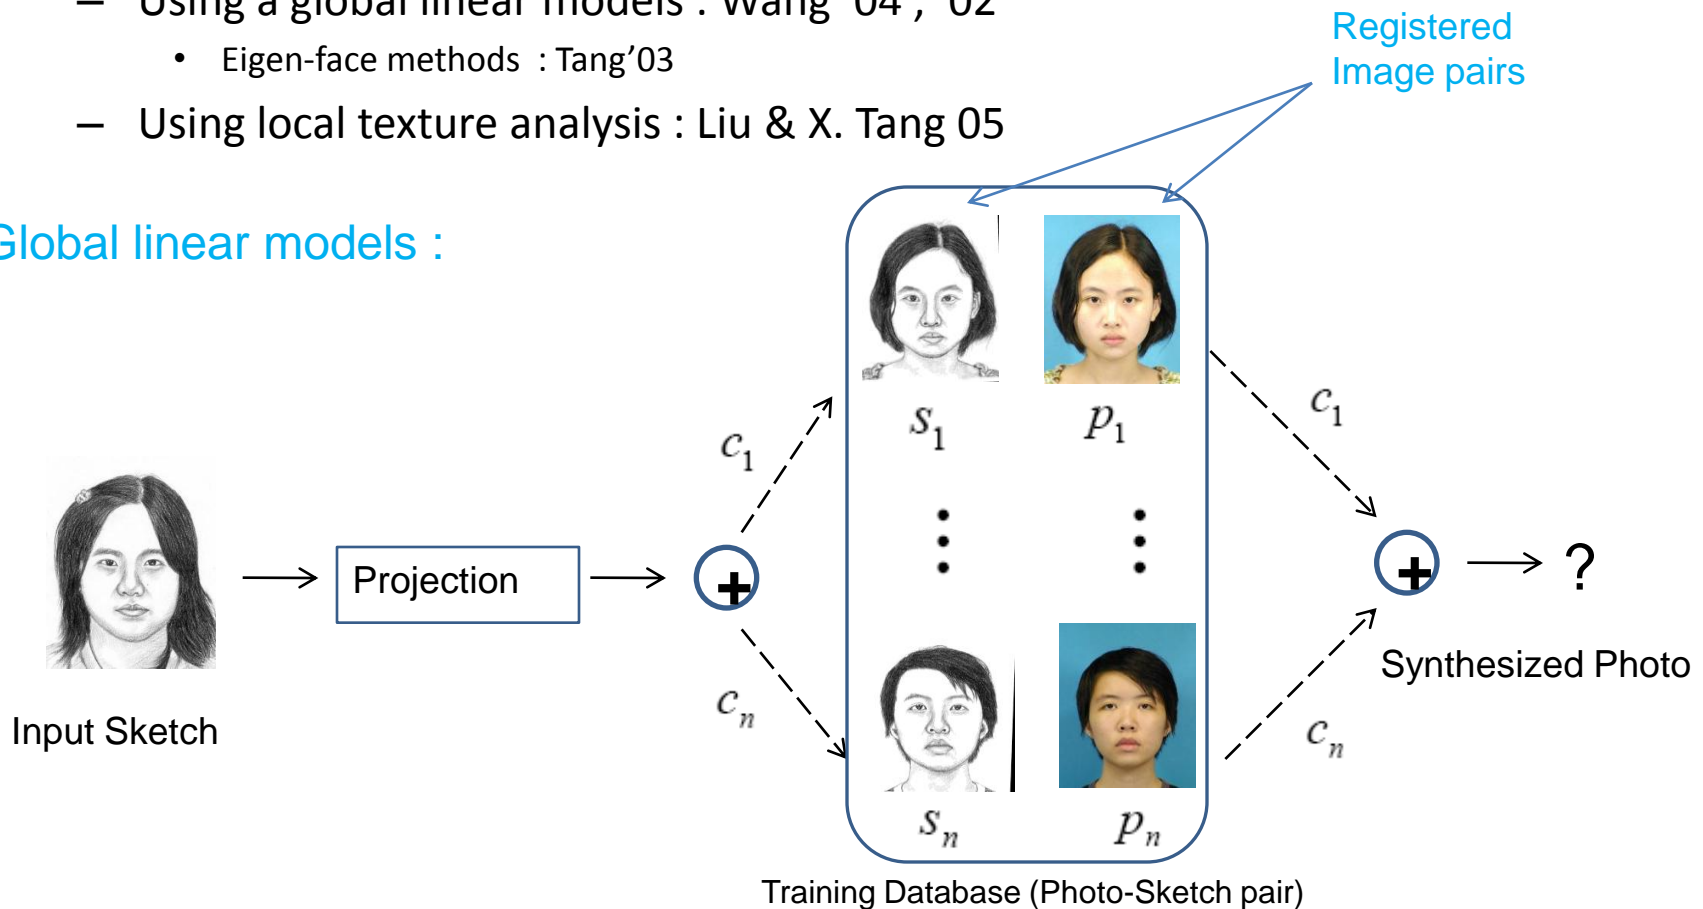 – Using a global linear models : Wang '04 , '02
• Eigen-face methods : Tang’03
– Using local texture analysis : Liu & X. Tang 05
Registered
Image pairs
Global linear models :
s₁ p₁
c₁
c₁
Input Sketch
Projection
+
+
?
Synthesized Photo
cₙ
cₙ
sₙ pₙ
Training Database (Photo-Sketch pair)